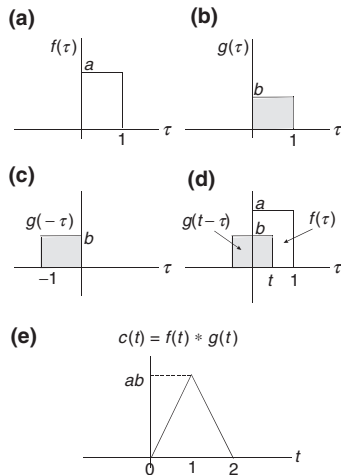 (a)
f(τ)
a
1
τ
(b)
g(τ)
b
1
τ
(c)
g(− τ)
b
−1
τ
(d)
a
g(t− τ)
b
f(τ)
t
1
τ
(e)
c(t) = f(t) ∗ g(t)
ab
0
1
2
t